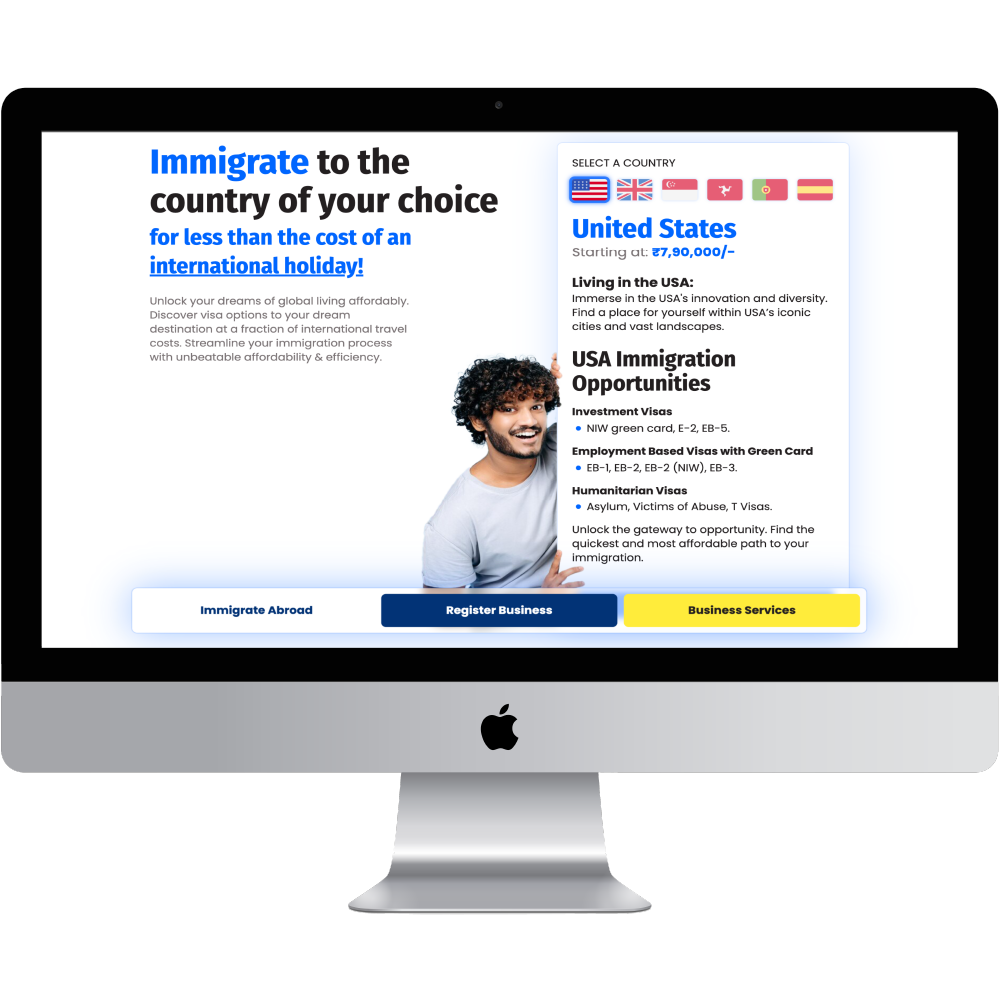 Immigrate to the
country of your choice
for less than the cost of an
international holiday!
Unlock your dreams of global living affordably.
Discover visa options to your dream
destination at a fraction of international travel
costs. Streamline your immigration process
with unbeatable affordability & efficiency.
SELECT A COUNTRY
United States
Starting at: ₹7,90,000/-
Living in the USA:
Immerse in the USA's innovation and diversity.
Find a place for yourself within USA’s iconic
cities and vast landscapes.
USA Immigration
Opportunities
Investment Visas
• NIW green card, E-2, EB-5.
Employment Based Visas with Green Card
• EB-1, EB-2, EB-2 (NIW), EB-3.
Humanitarian Visas
• Asylum, Victims of Abuse, T Visas.
Unlock the gateway to opportunity. Find the
quickest and most affordable path to your
immigration.
Immigrate Abroad
Register Business
Business Services